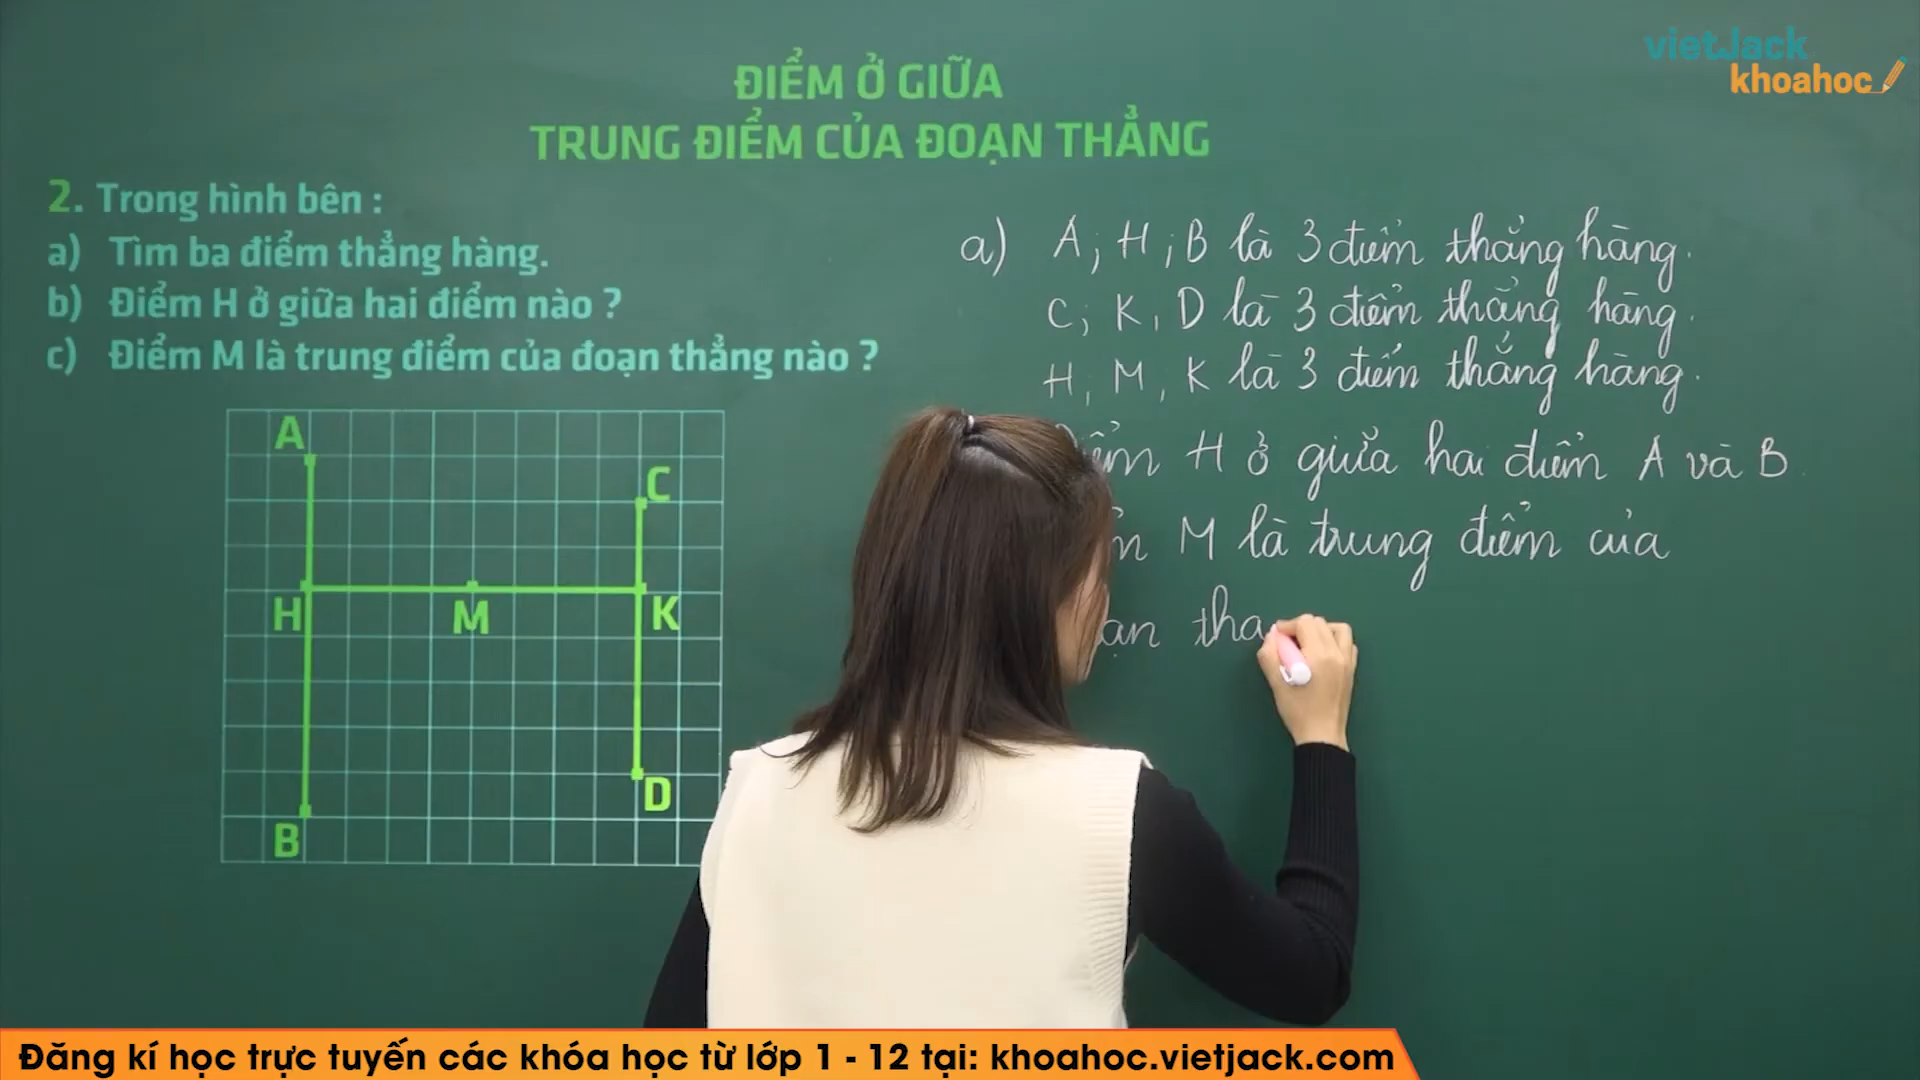 vietJack
khoahoc
ĐIỂM Ở GIỮA
TRUNG ĐIỂM CỦA ĐOẠN THẲNG
2. Trong hình bên :
a) Tìm ba điểm thẳng hàng.
b) Điểm H ở giữa hai điểm nào ?
c) Điểm M là trung điểm của đoạn thẳng nào ?
A
C
H
M
K
D
B
a) A; H; B là 3 điểm thẳng hàng.
C; K, D là 3 điểm thẳng hàng.
H, M, K là 3 điểm thẳng hàng.
H ở giữa hai điểm A và B
M là trung điểm của
Đăng kí học trực tuyến các khóa học từ lớp 1 - 12 tại: khoahoc.vietjack.com